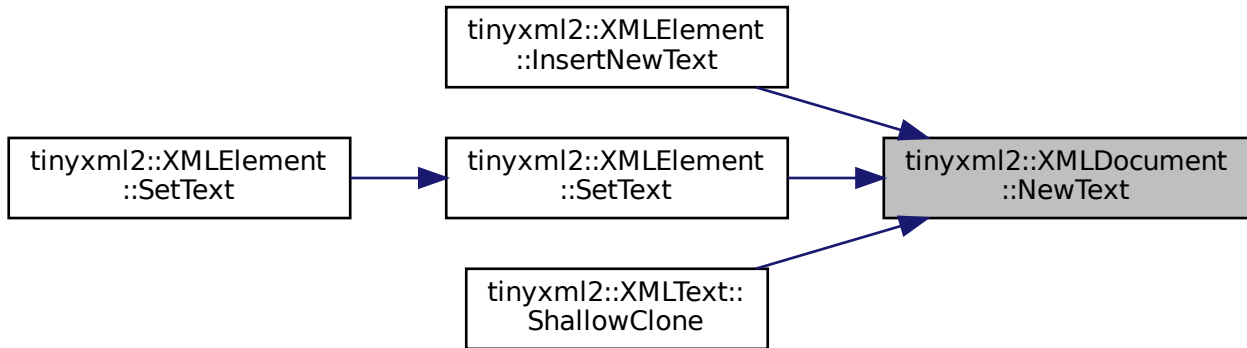 tinyxml2::XMLElement
::InsertNewText
tinyxml2::XMLElement
::SetText
tinyxml2::XMLElement
::SetText
tinyxml2::XMLDocument
::NewText
tinyxml2::XMLText::
ShallowClone